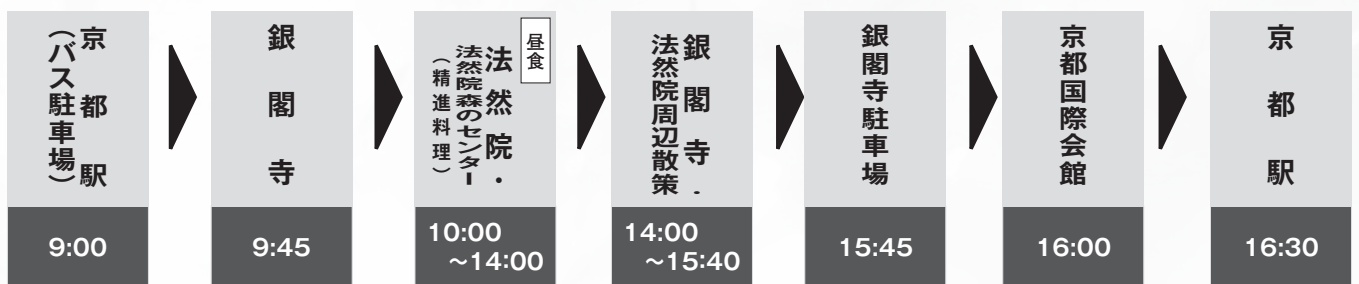 京都駅
（バス駐車場）
9:00
銀閣寺
9:45
昼食
法然院・
法然院森のセンター
（精進料理）
10:00
～14:00
銀閣寺・
法然院周辺散策
14:00
～15:40
銀閣寺駐車場
15:45
京都国際会館
16:00
京都駅
16:30